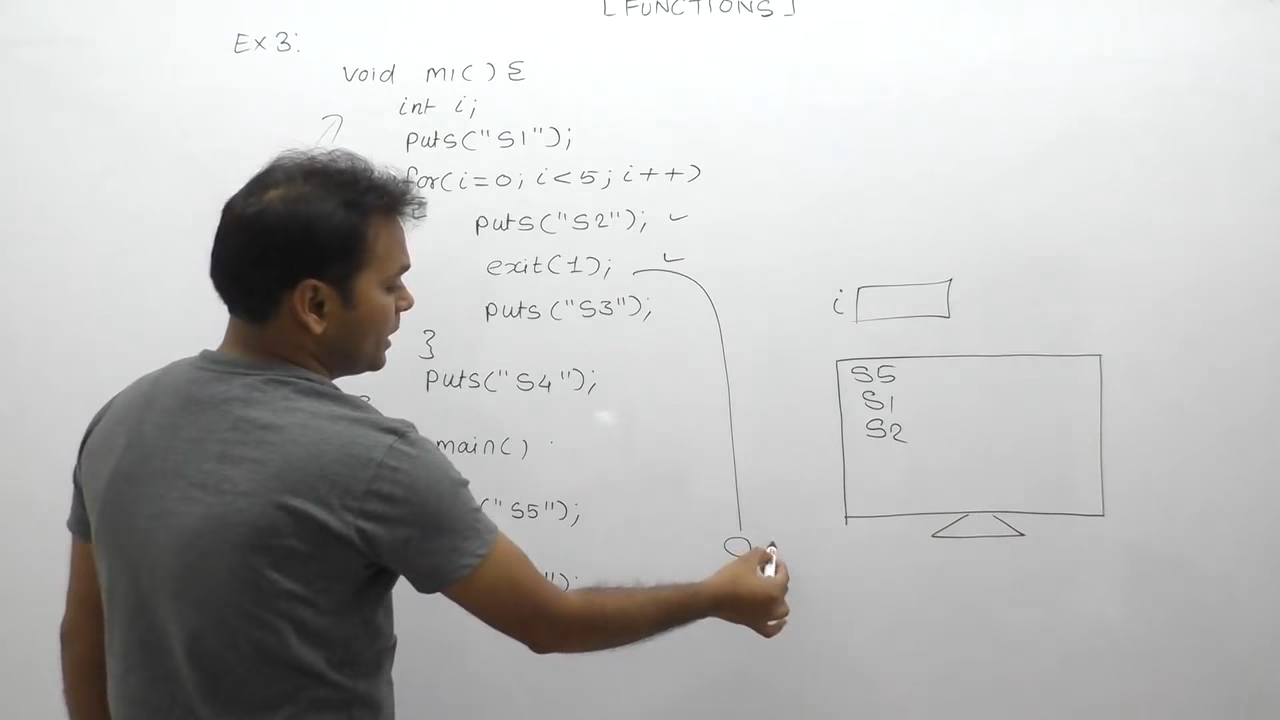 [FUNCTIONS]
Ex 3:
void m1( ) {
int i;
puts("S1");
for(i=0; i<5; i++)
{
puts("S2"); ✓
exit(1); ✓
puts("S3");
}
puts("S4");
main( )
("S5");
");
i
S5
S1
S2
O